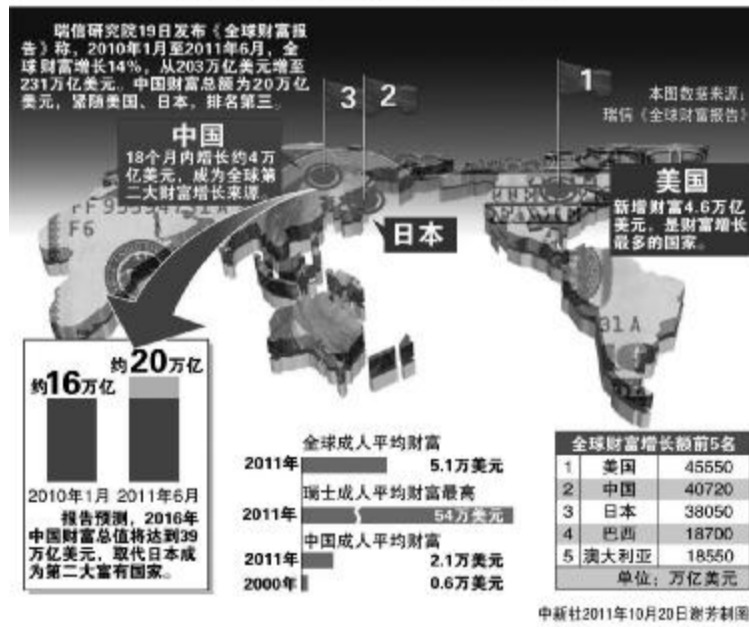 瑞信研究院19日发布《全球财富报
告》称，2010年1月至2011年6月，全
球财富增长14%，从203万亿美元增至
231万亿美元。中国财富总额为20万亿
美元，紧随美国、日本，排名第三。
3
2
1
本图数据来源：
瑞信《全球财富报告》
中国
18个月内增长约4万
亿美元，成为全球第
二大财富增长来源
美国
新增财富4.6万亿
美元，是财富增长
最多的国家。
日本
F6
31 A
约20万亿
约16万亿
2010年1月 2011年6月
报告预测，2016年
中国财富总值将达到39
万亿美元，取代日本成
为第二大富有国家。
全球成人平均财富
2011年 5.1万美元
瑞士成人平均财富最高
2011年 54万美元
中国成人平均财富
2011年 2.1万美元
2000年 0.6万美元
全球财富增长额前5名
1 美国 45550
2 中国 40720
3 日本 38050
4 巴西 18700
5 澳大利亚 18550
单位：万亿美元
中新社2011年10月20日谢芳制图